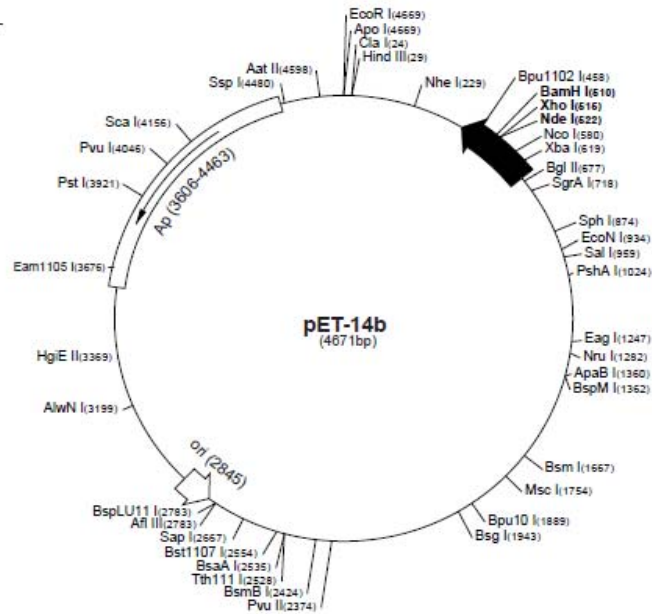 EcoR I(4669)
Apo I(4669)
Cla I(24)
Hind III(29)
Aat II(4598)
Ssp I(4480)
Nhe I(229)
Bpu1102 I(458)
BamH I(510)
Xho I(515)
Nde I(522)
Nco I(580)
Xba I(619)
Bgl II(677)
SgrA I(718)
Sca I(4156)
Pvu I(4046)
Pst I(3921)
Ap (3606-4463)
Sph I(874)
EcoN I(934)
Sal I(959)
PshA I(1024)
Eam1105 I(3676)
pET-14b
(4671bp)
Eag I(1247)
Nru I(1282)
ApaB I(1360)
BspM I(1362)
HgiE II(3369)
AlwN I(3199)
ori (2845)
Bsm I(1667)
Msc I(1754)
Bpu10 I(1889)
Bsg I(1943)
BspLU11 I(2783)
Afl III(2783)
Sap I(2667)
Bst1107 I(2554)
BsaA I(2535)
Tth111 I(2528)
BsmB I(2424)
Pvu II(2374)